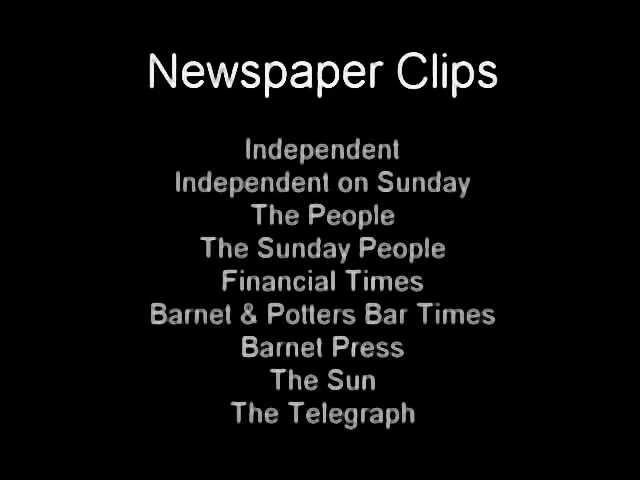 Newspaper Clips
Independent
Independent on Sunday
The People
The Sunday People
Financial Times
Barnet & Potters Bar Times
Barnet Press
The Sun
The Telegraph